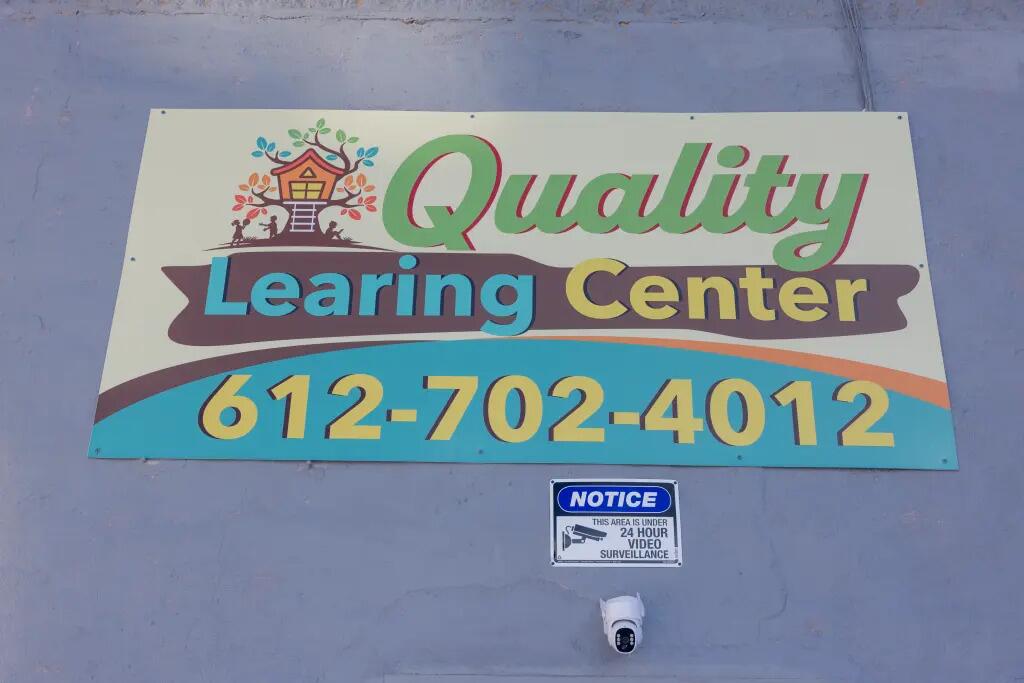 Quality
Learing Center
612-702-4012
NOTICE
THIS AREA IS UNDER
24 HOUR
VIDEO
SURVEILLANCE